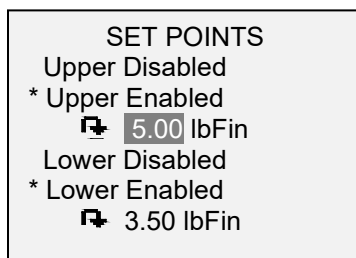 SET POINTS
Upper Disabled
* Upper Enabled
5.00 lbFin
Lower Disabled
* Lower Enabled
3.50 lbFin